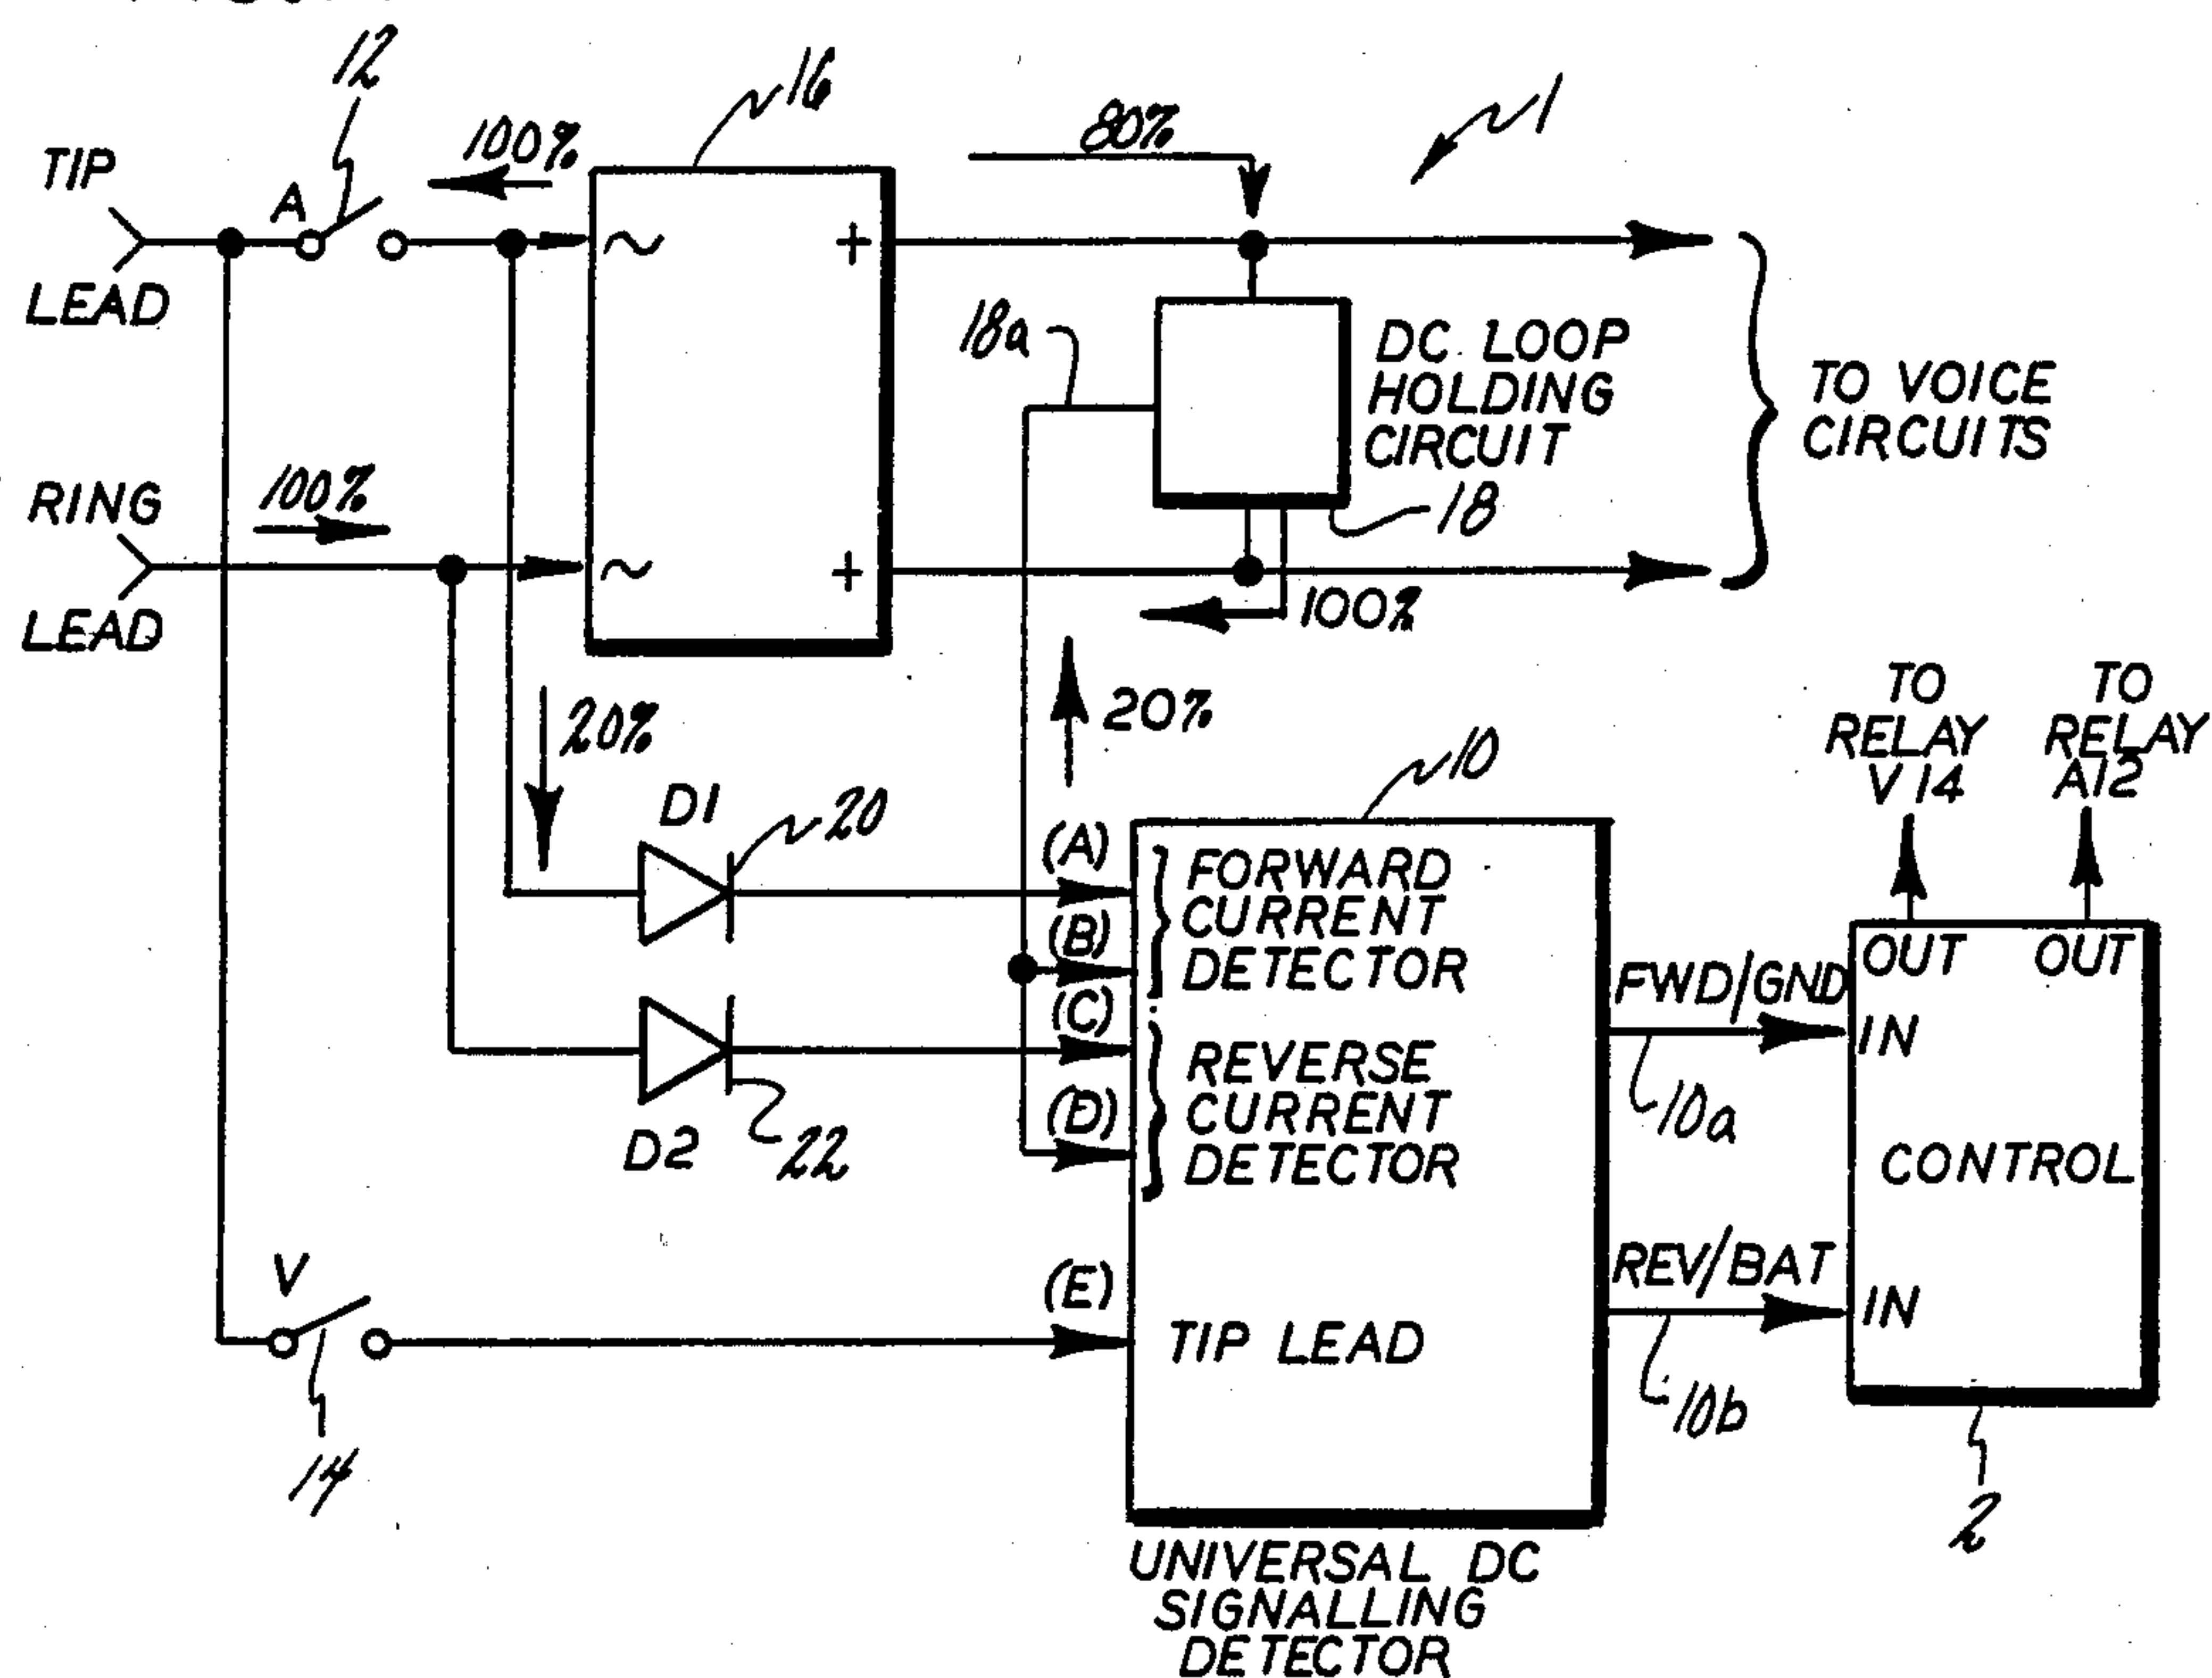 12
16
1
TIP
LEAD
A
100%
80%
~
+
18a
DC LOOP
HOLDING
CIRCUIT
18
TO VOICE
CIRCUITS
RING
LEAD
100%
~
+
100%
20%
20%
TO
RELAY
V 14
TO
RELAY
A12
D1
20
10
(A)
(B)
FORWARD
CURRENT
DETECTOR
(C)
(D)
REVERSE
CURRENT
DETECTOR
D2
22
FWD/GND
10a
OUT
OUT
IN
CONTROL
V
14
(E)
TIP LEAD
REV/BAT
10b
IN
2
UNIVERSAL DC
SIGNALLING
DETECTOR